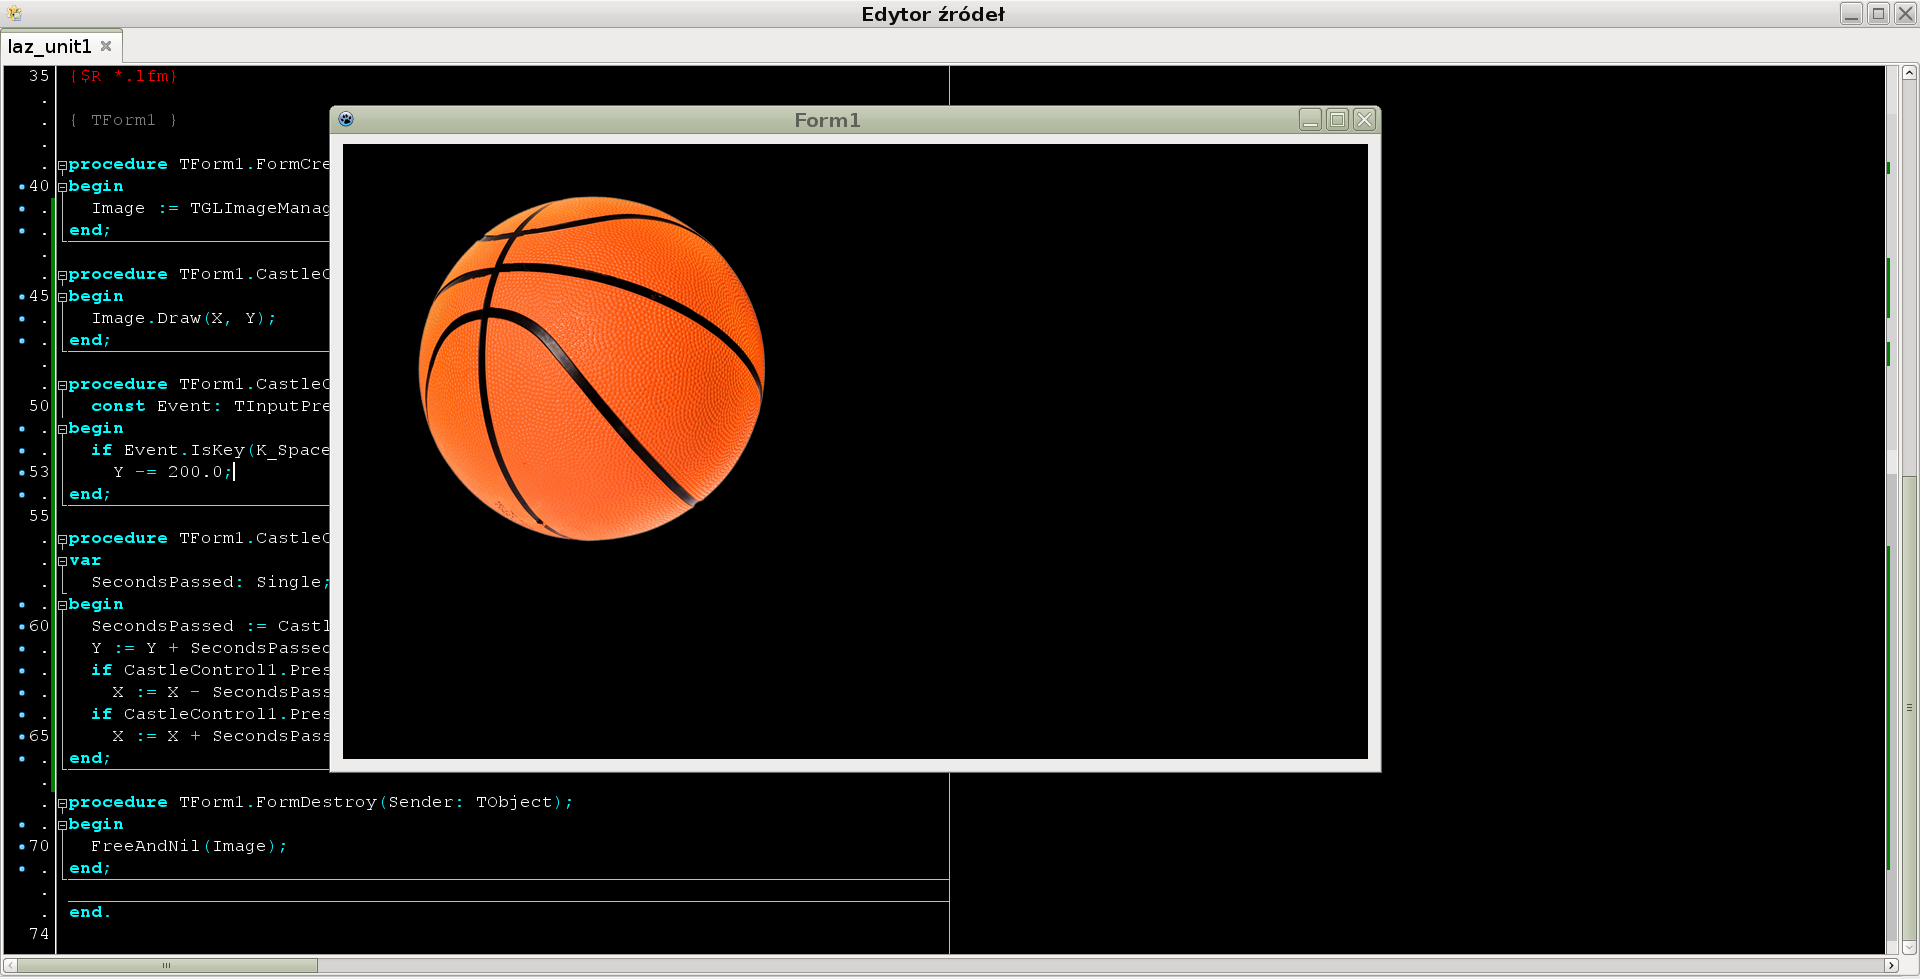 Edytor źródeł
laz_unit1
35 {$R *.lfm}
.
. { TForm1 }
.
. procedure TForm1.FormCre
40 begin
. Image := TGLImageManag
. end;
.
. procedure TForm1.CastleC
45 begin
. Image.Draw(X, Y);
. end;
.
. procedure TForm1.CastleC
50 const Event: TInputPre
. begin
. if Event.IsKey(K_Space
53 Y -= 200.0;
. end;
55
. procedure TForm1.CastleC
. var
. SecondsPassed: Single;
. begin
60 SecondsPassed := Castl
. Y := Y + SecondsPassed
. if CastleControl1.Pres
. X := X - SecondsPass
. if CastleControl1.Pres
65 X := X + SecondsPass
. end;
.
. procedure TForm1.FormDestroy(Sender: TObject);
. begin
70 FreeAndNil(Image);
. end;
.
. end.
74
Form1